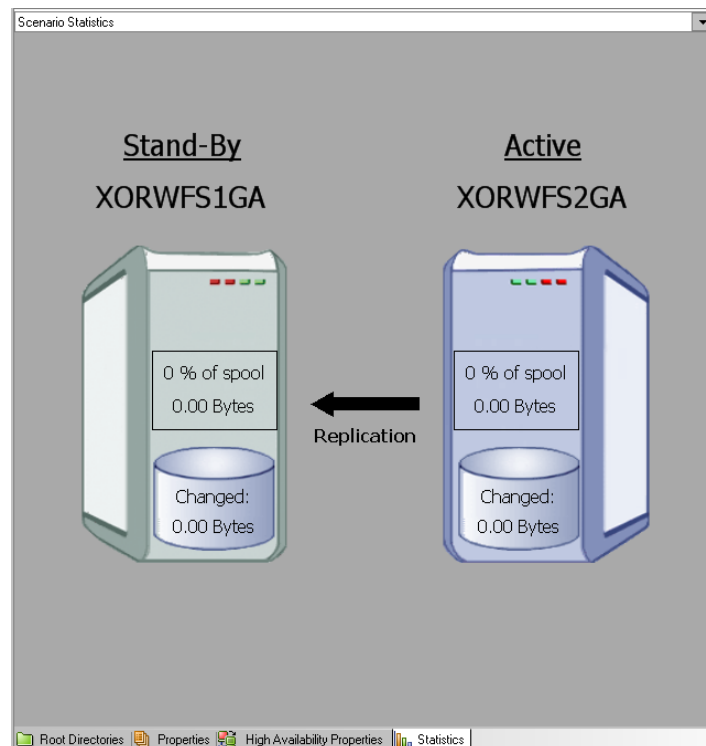 Scenario Statistics
Stand-By
XORWFS1GA
Active
XORWFS2GA
0 % of spool
0.00 Bytes
Replication
0 % of spool
0.00 Bytes
Changed:
0.00 Bytes
Changed:
0.00 Bytes
Root Directories Properties High Availability Properties Statistics